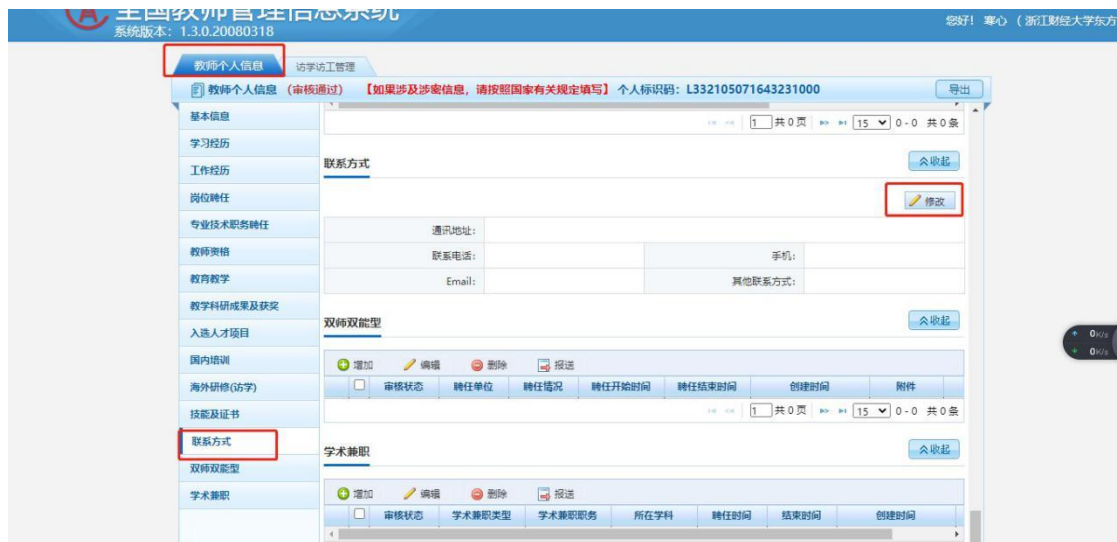 全国教师管理信息系统
系统版本：1.3.0.20080318
您好！ 寒心 （浙江财经大学东方
教师个人信息 访学访工管理
教师个人信息 （审核通过） 【如果涉及涉密信息，请按照国家有关规定填写】 个人标识码：L332105071643231000 导出
基本信息
学习经历
工作经历
岗位聘任
专业技术职务聘任
教师资格
教育教学
教学科研成果及获奖
入选人才项目
国内培训
海外研修(访学)
技能及证书
联系方式
双师双能型
学术兼职
1 共0页 15 0 - 0 共0条
联系方式 收起
修改
通讯地址：
联系电话： 手机：
Email： 其他联系方式：
双师双能型 收起
增加 编辑 删除 报送
审核状态 聘任单位 聘任情况 聘任开始时间 聘任结束时间 创建时间 附件
1 共0页 15 0 - 0 共0条
学术兼职 收起
增加 编辑 删除 报送
审核状态 学术兼职类型 学术兼职职务 所在学科 聘任时间 结束时间 创建时间
0K/s
0K/s